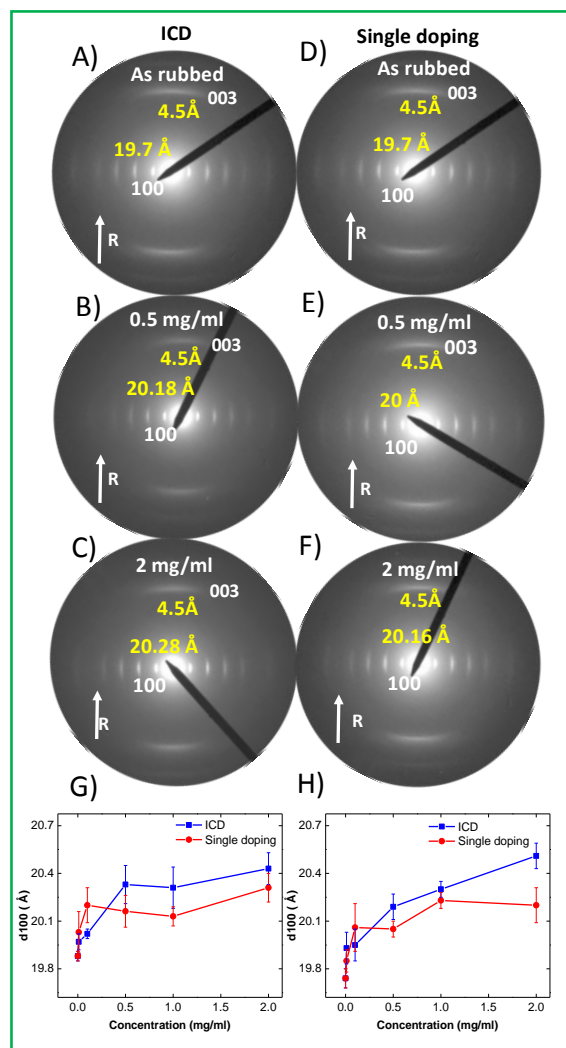 ICD
Single doping
A)
As rubbed
4.5Å 003
19.7 Å
100
R
D)
As rubbed
4.5Å 003
19.7 Å
100
R
B)
0.5 mg/ml
4.5Å 003
20.18 Å
100
R
E)
0.5 mg/ml
4.5Å 003
20 Å
100
R
C)
2 mg/ml
4.5Å 003
20.28 Å
100
R
F)
2 mg/ml
4.5Å 003
20.16 Å
100
R
G)
ICD
Single doping
20.7
20.4
20.1
19.8
d100 (Å)
0.0 0.5 1.0 1.5 2.0
Concentration (mg/ml)
H)
ICD
Single doping
20.7
20.4
20.1
19.8
d100 (Å)
0.0 0.5 1.0 1.5 2.0
Concentration (mg/ml)